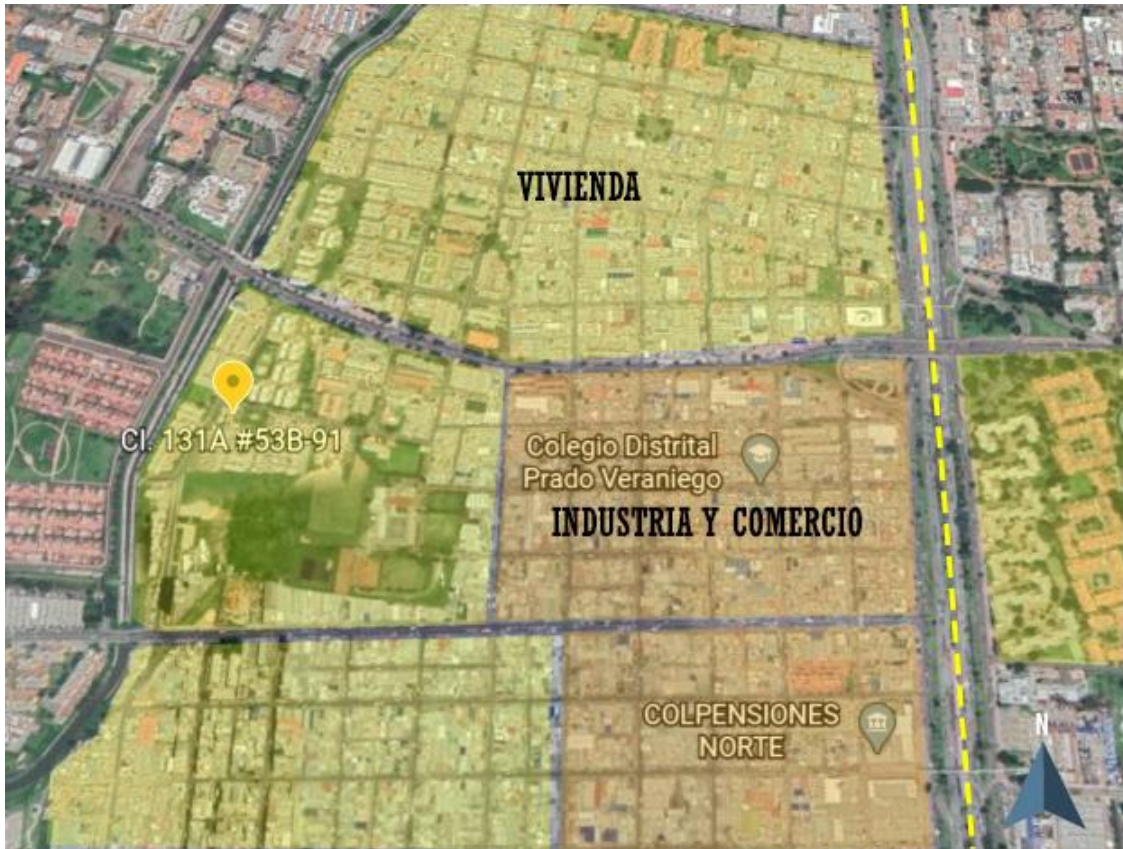 VIVIENDA
Cl. 131A #53B-91
Colegio Distrital
Prado Veraniego
INDUSTRIA Y COMERCIO
COLPENSIONES
NORTE
N